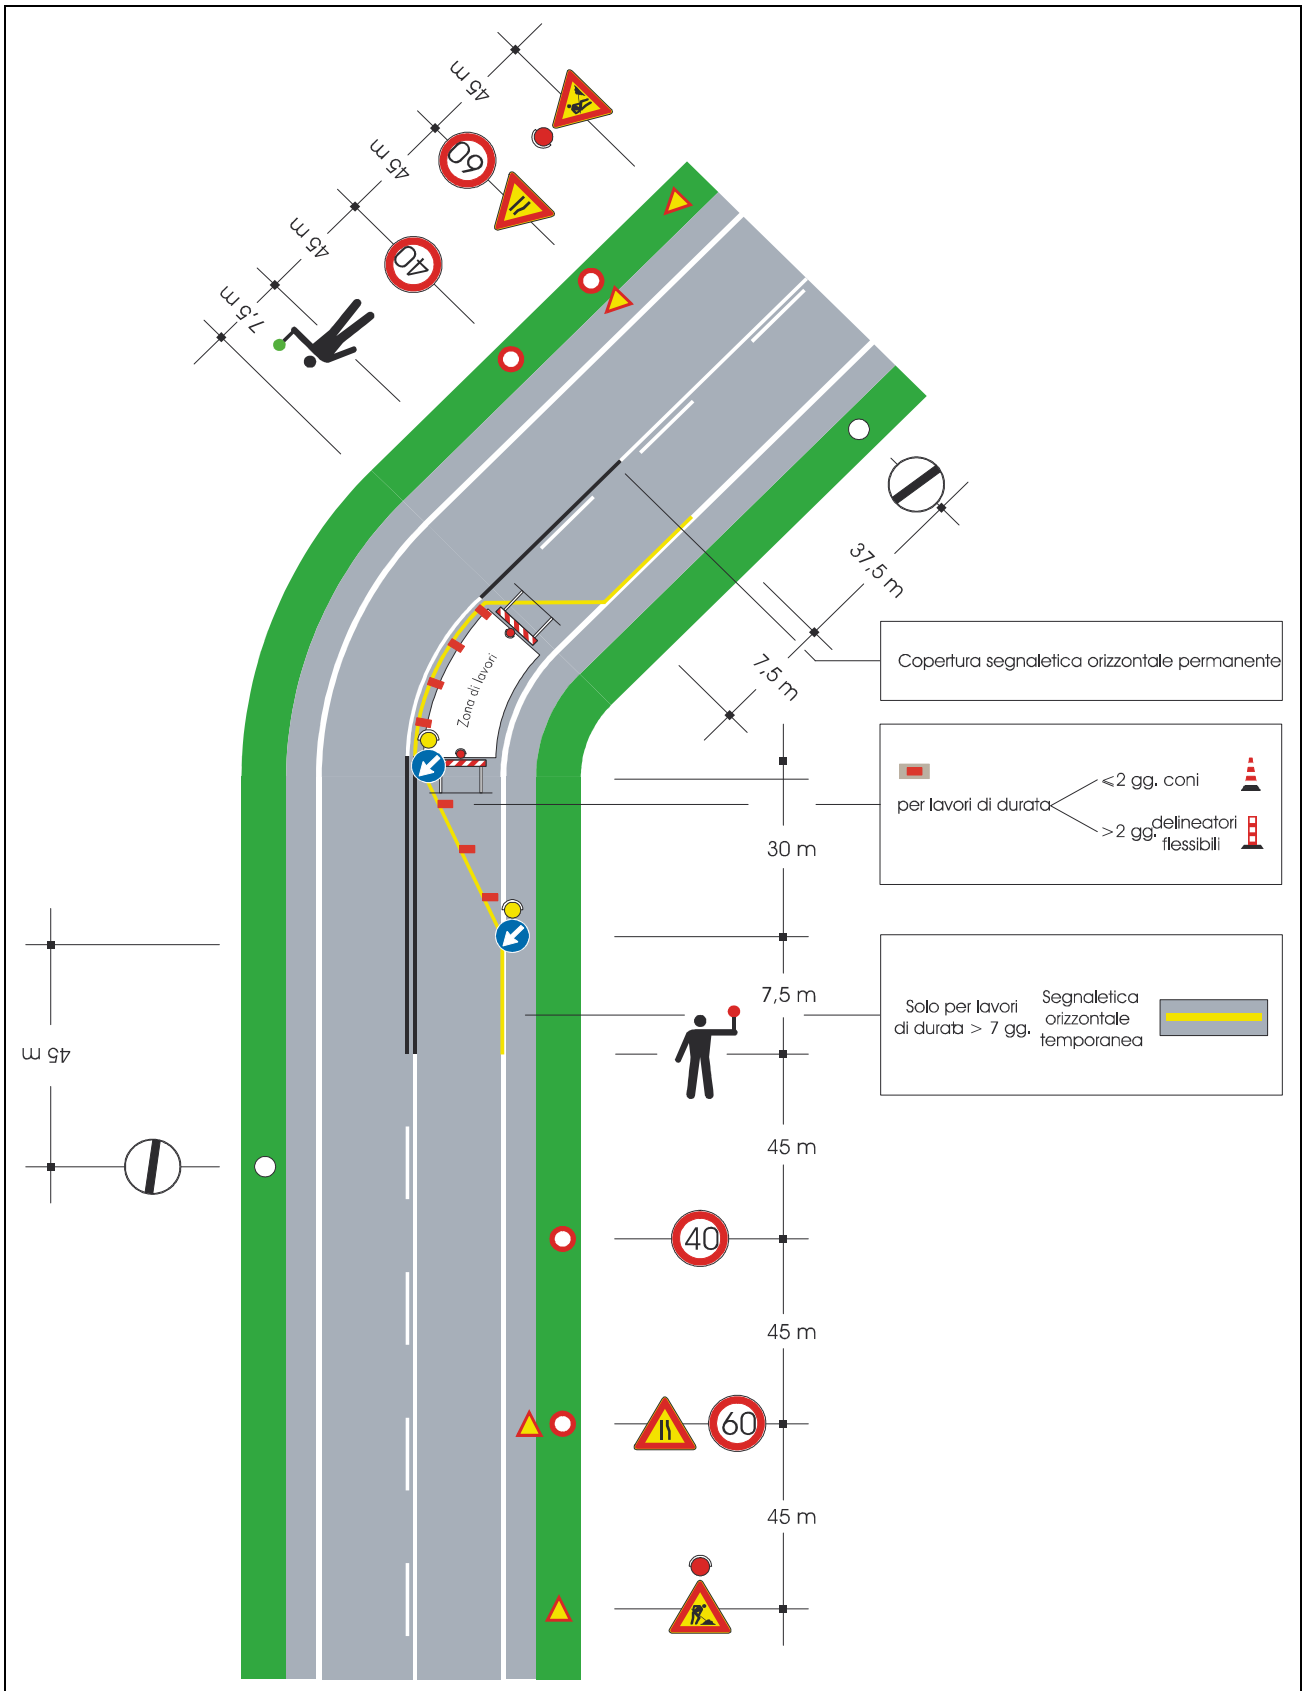 45 m
60
45 m
40
45 m
7,5 m
37,5 m
7,5 m
Copertura segnaletica orizzontale permanente
Zona di lavori
per lavori di durata
≤2 gg. coni
>2 gg. delineatori
flessibili
30 m
7,5 m
Solo per lavori
di durata > 7 gg.
Segnaletica
orizzontale
temporanea
45 m
45 m
40
45 m
60
45 m